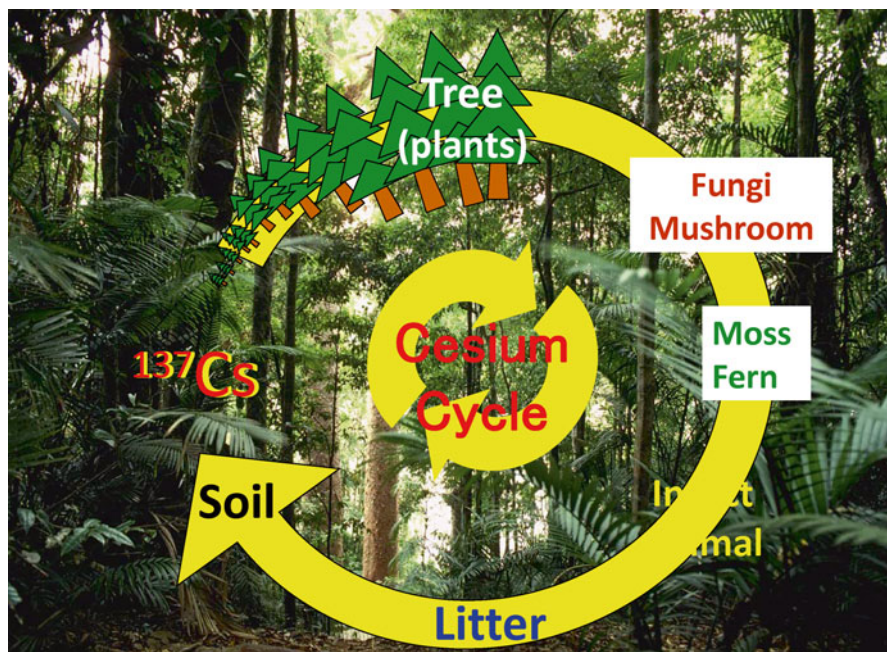 Tree
(plants)
Fungi
Mushroom
Moss
Fern
137Cs
Cesium
Cycle
Soil
Litter